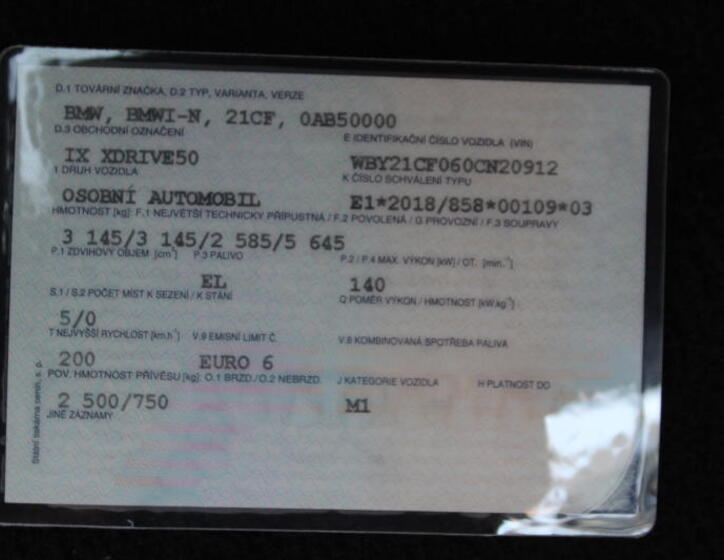 D.1 TOVÁRNÍ ZNAČKA, D.2 TYP, VARIANTA, VERZE
BMW, BMWI-N, 21CF, 0AB50000
D.3 OBCHODNÍ OZNAČENÍ E IDENTIFIKAČNÍ ČÍSLO VOZIDLA (VIN)
IX XDRIVE50 WBY21CF060CN20912
1 DRUH VOZIDLA K ČÍSLO SCHVÁLENÍ TYPU
OSOBNÍ AUTOMOBIL E1*2018/858*00109*03
HMOTNOST [kg]: F.1 NEJVĚTŠÍ TECHNICKY PŘÍPUSTNÁ / F.2 POVOLENÁ / G PROVOZNÍ / F.3 SOUPRAVY
3 145/3 145/2 585/5 645
P.1 ZDVIHOVÝ OBJEM [cm³] P.3 PALIVO P.2 / P.4 MAX. VÝKON [kW] / OT. [min.⁻¹]
EL 140
S.1 / S.2 POČET MÍST K SEZENÍ / K STÁNÍ Q POMĚR VÝKON / HMOTNOST [kW.kg⁻¹]
5/0
T NEJVYŠŠÍ RYCHLOST [km.h⁻¹] V.9 EMISNÍ LIMIT Č. V.8 KOMBINOVANÁ SPOTŘEBA PALIVA
200 EURO 6
POV. HMOTNOST PŘÍVĚSU [kg]: O.1 BRZD./O.2 NEBRZD. J KATEGORIE VOZIDLA H PLATNOST DO
2 500/750 M1
JINÉ ZÁZNAMY
Státní tiskárna cenin, s. p.